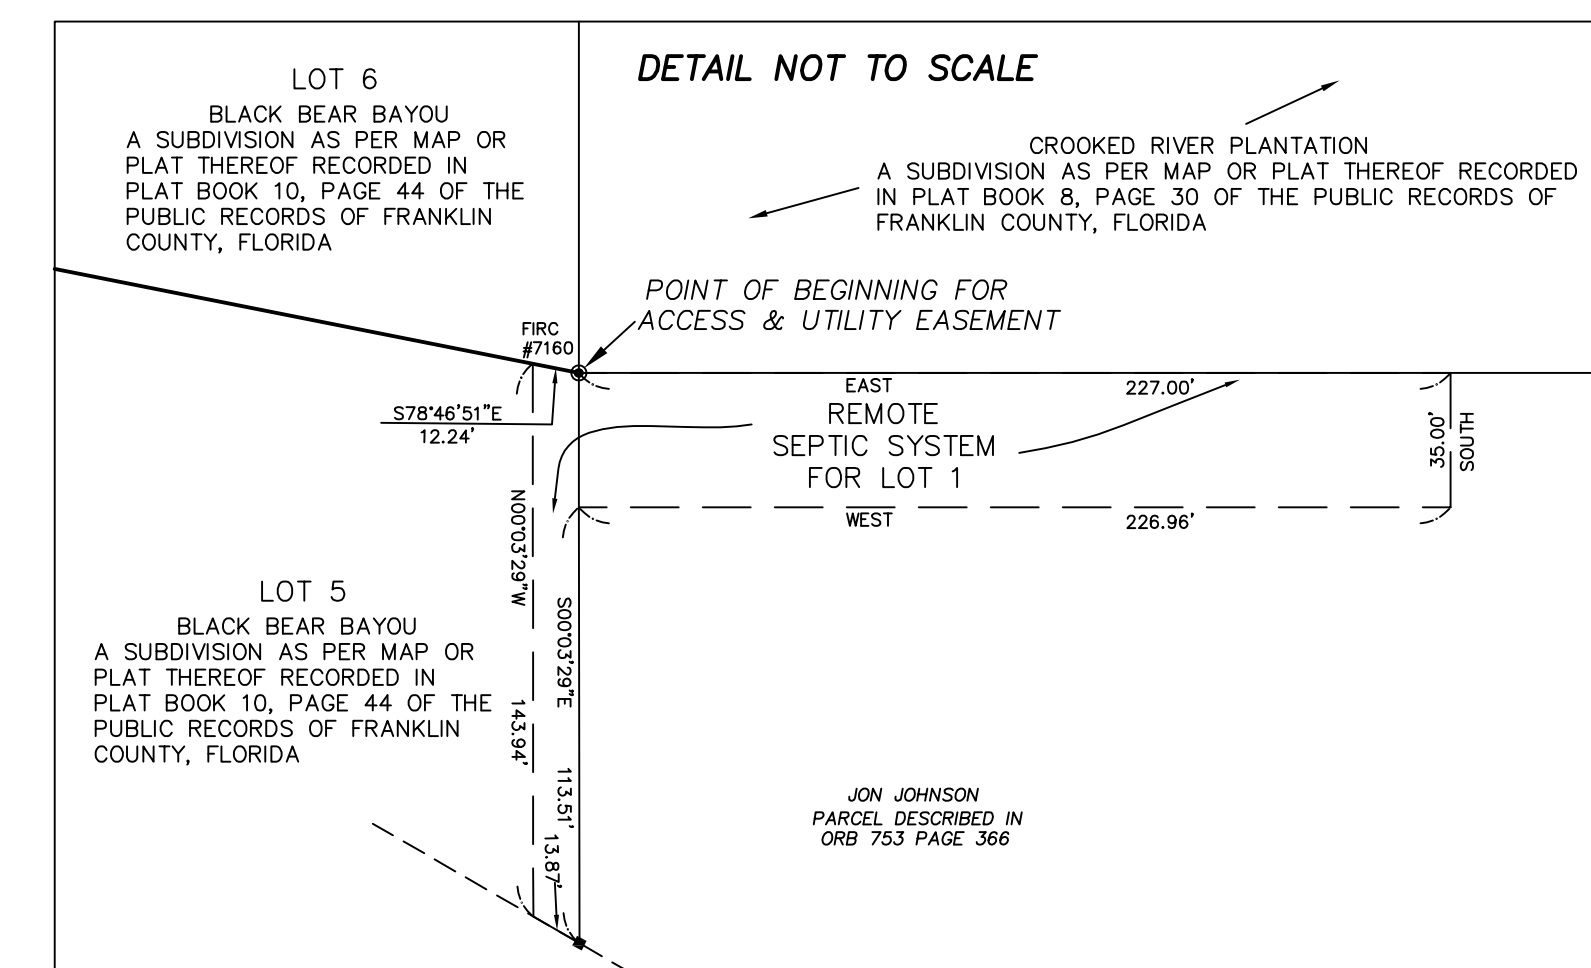 LOT 6
BLACK BEAR BAYOU
A SUBDIVISION AS PER MAP OR
PLAT THEREOF RECORDED IN
PLAT BOOK 10, PAGE 44 OF THE
PUBLIC RECORDS OF FRANKLIN
COUNTY, FLORIDA
DETAIL NOT TO SCALE
CROOKED RIVER PLANTATION
A SUBDIVISION AS PER MAP OR PLAT THEREOF RECORDED
IN PLAT BOOK 8, PAGE 30 OF THE PUBLIC RECORDS OF
FRANKLIN COUNTY, FLORIDA
POINT OF BEGINNING FOR
ACCESS & UTILITY EASEMENT
FIRC
#7160
S78°46'51"E
12.24'
EAST
227.00'
REMOTE
SEPTIC SYSTEM
FOR LOT 1
35.00'
SOUTH
WEST
226.96'
N00°03'29"W
143.94'
S00°03'29"E
113.51'
13.87'
LOT 5
BLACK BEAR BAYOU
A SUBDIVISION AS PER MAP OR
PLAT THEREOF RECORDED IN
PLAT BOOK 10, PAGE 44 OF THE
PUBLIC RECORDS OF FRANKLIN
COUNTY, FLORIDA
JON JOHNSON
PARCEL DESCRIBED IN
ORB 753 PAGE 366